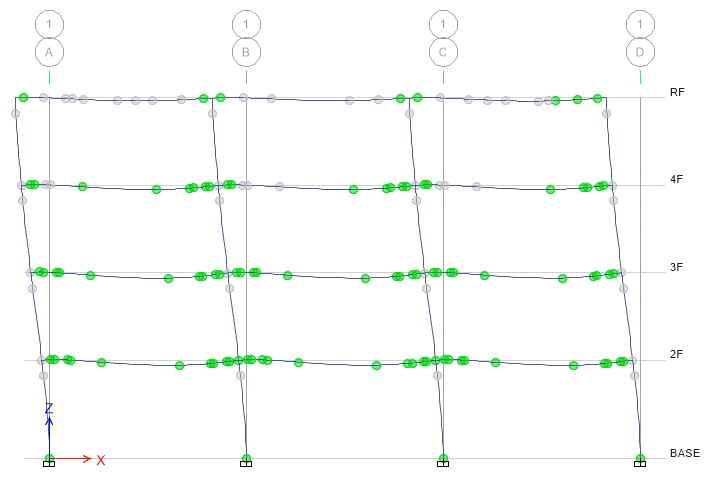 1 1 1 1
A B C D
RF
4F
3F
2F
Z
X
BASE